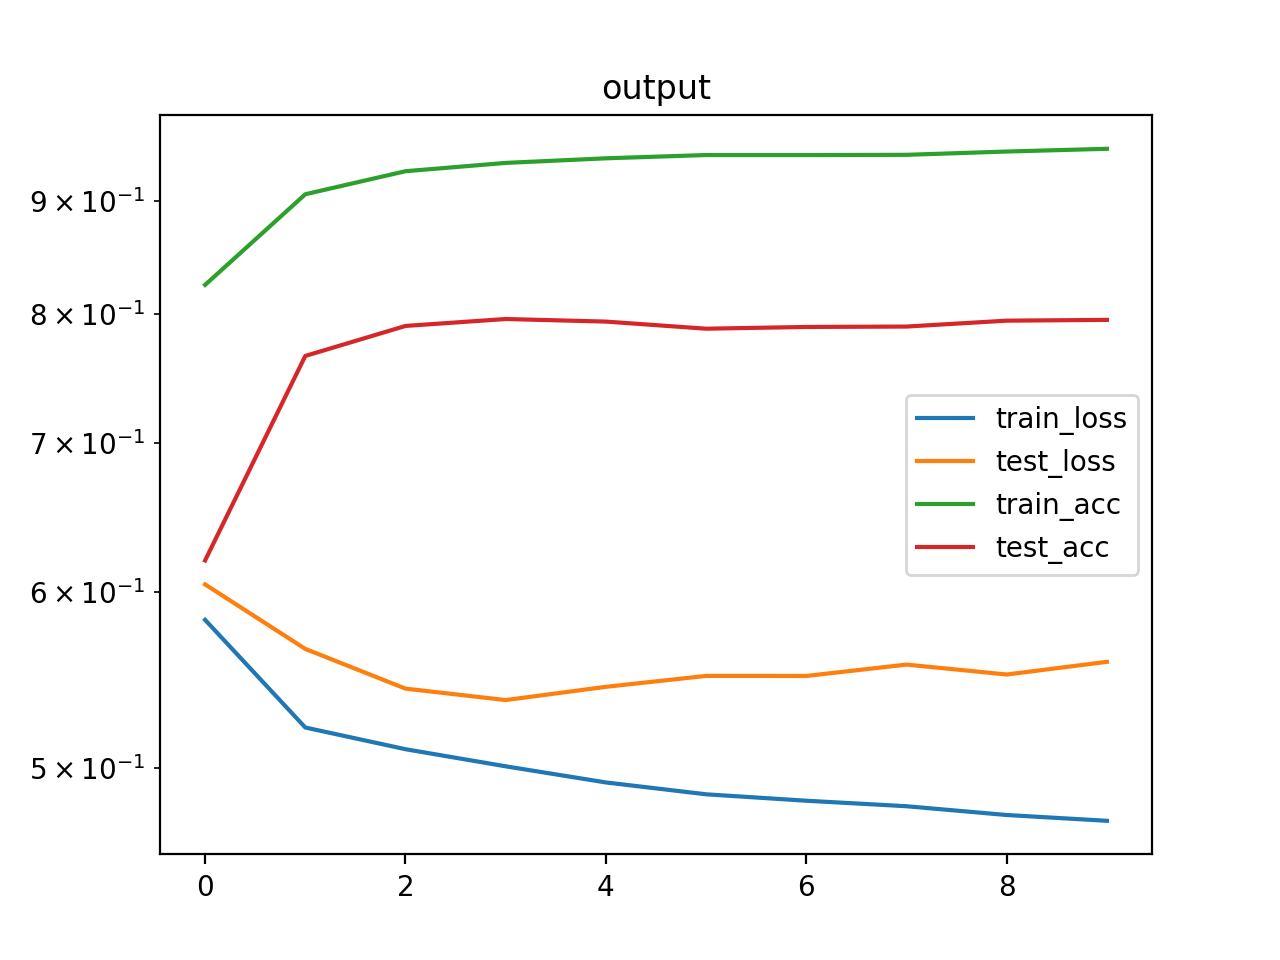 output
9 × 10⁻¹
8 × 10⁻¹
7 × 10⁻¹
6 × 10⁻¹
5 × 10⁻¹
train_loss
test_loss
train_acc
test_acc
0 2 4 6 8